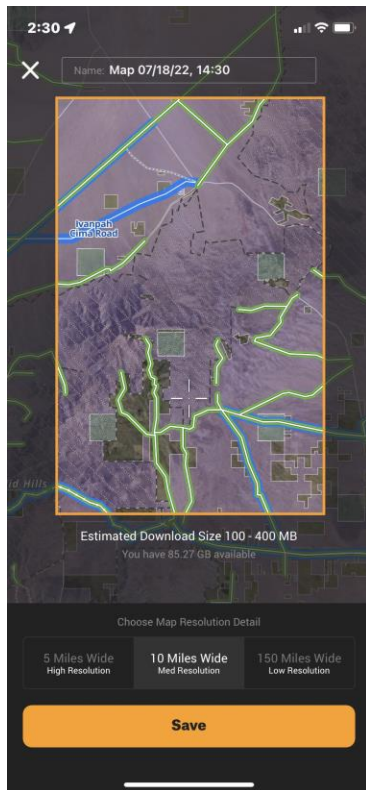 2:30
Name: Map 07/18/22, 14:30
Ivanpah
Cima Road
id Hills
Estimated Download Size 100 - 400 MB
You have 85.27 GB available
Choose Map Resolution Detail
5 Miles Wide
High Resolution
10 Miles Wide
Med Resolution
150 Miles Wide
Low Resolution
Save